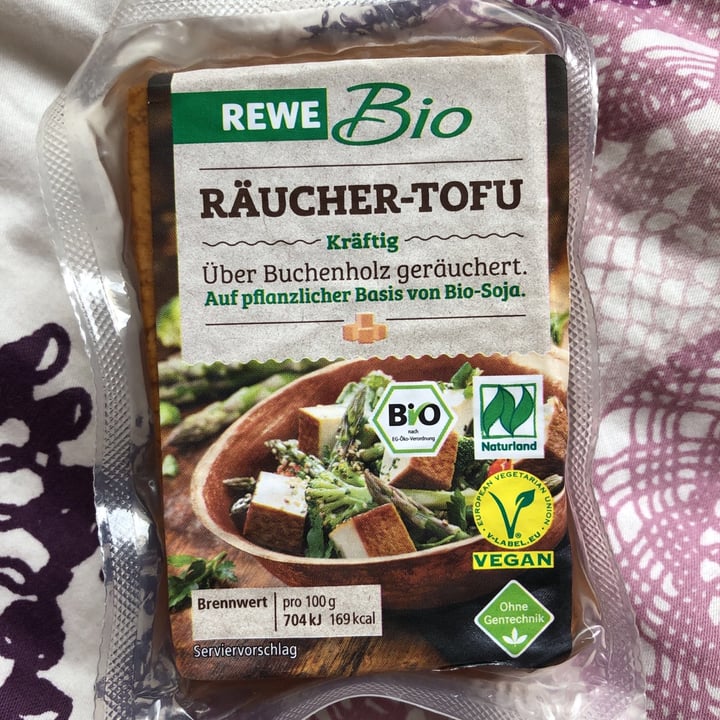 REWE Bio
RÄUCHER-TOFU
Kräftig
Über Buchenholz geräuchert.
Auf pflanzlicher Basis von Bio-Soja.
BiO
nach
EG-Öko-Verordnung
Naturland
EUROPEAN VEGETARIAN UNION
V-LABEL.EU
VEGAN
Brennwert
pro 100 g
704 kJ 169 kcal
Ohne
Gentechnik
Serviervorschlag